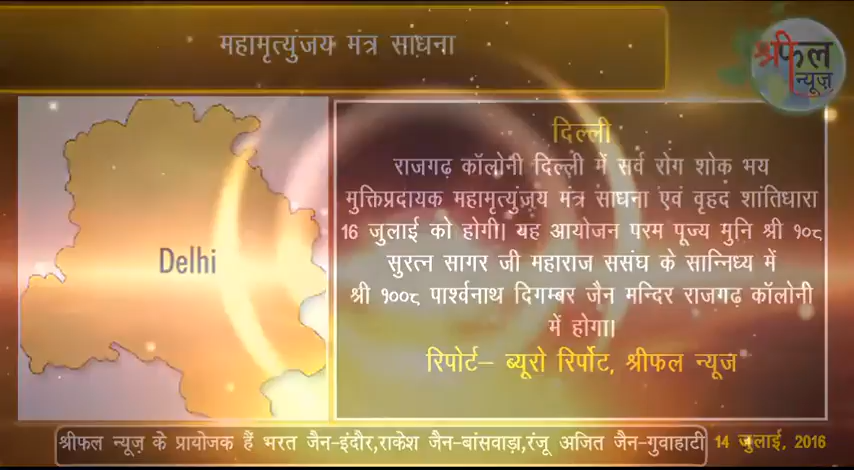 महामृत्युंजय मंत्र साधना
श्रीफल
न्यूज़
दिल्ली
राजगढ़ कॉलोनी दिल्ली में सर्व रोग शोक भय
मुक्तिप्रदायक महामृत्युंजय मंत्र साधना एवं वृहद शांतिधारा
16 जुलाई को होगी। यह आयोजन परम पूज्य मुनि श्री १०८
सुरत्न सागर जी महाराज ससंघ के सान्निध्य में
श्री १००८ पार्श्वनाथ दिगम्बर जैन मन्दिर राजगढ़ कॉलोनी
में होगा।
रिपोर्ट– ब्यूरो रिर्पोट, श्रीफल न्यूज
Delhi
श्रीफल न्यूज़ के प्रायोजक हैं भरत जैन-इंदौर,राकेश जैन-बांसवाड़ा,रंजू अजित जैन-गुवाहाटी 14 जुलाई, 2016